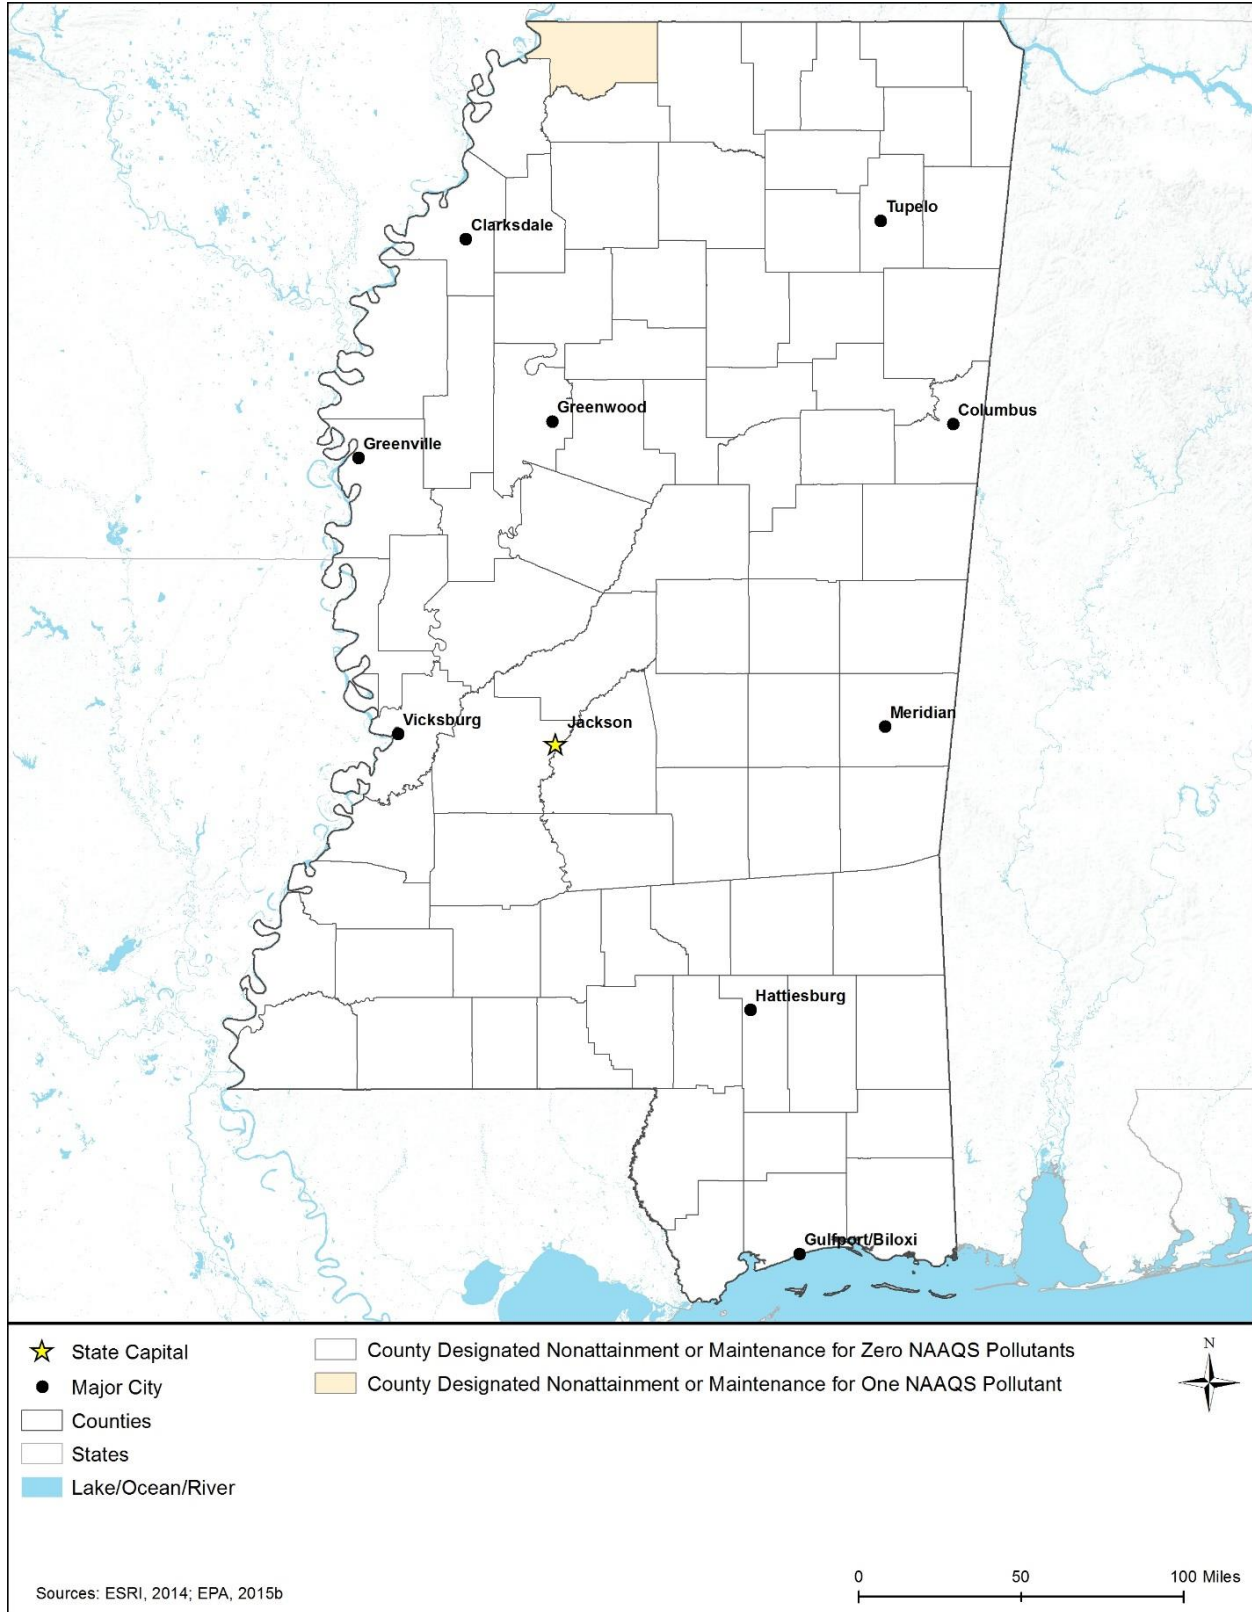 Tupelo
Clarksdale
Greenwood
Columbus
Greenville
Vicksburg
Jackson
Meridian
Hattiesburg
Gulfport/Biloxi
State Capital
Major City
Counties
States
Lake/Ocean/River
County Designated Nonattainment or Maintenance for Zero NAAQS Pollutants
County Designated Nonattainment or Maintenance for One NAAQS Pollutant
N
Sources: ESRI, 2014; EPA, 2015b
0 50 100 Miles